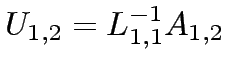 $U_{1,2} = L_{1,1}^{-1} A_{1,2}$